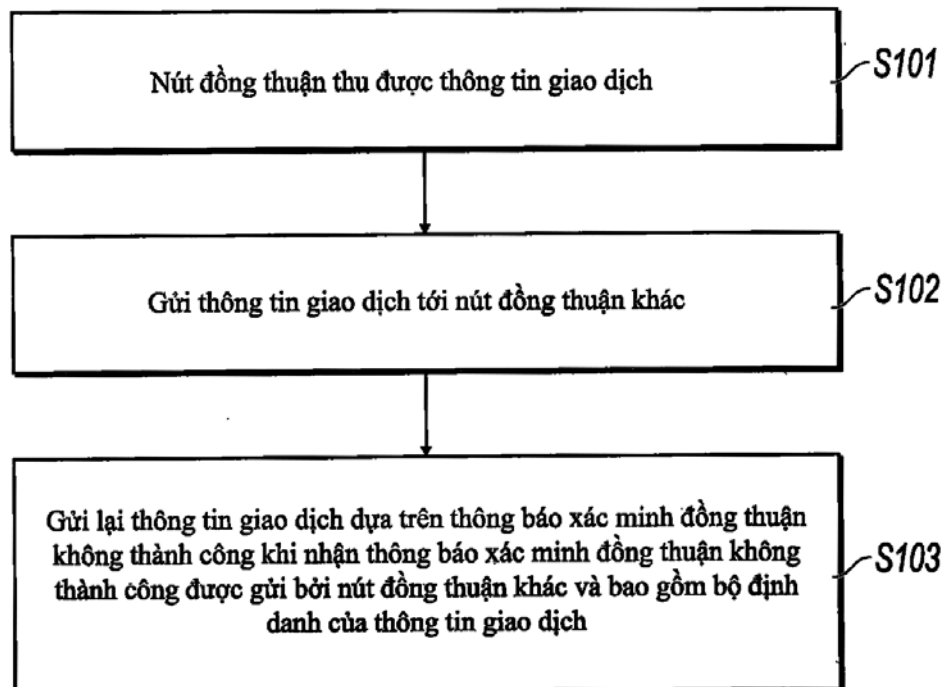 Nút đồng thuận thu được thông tin giao dịch
S101
Gửi thông tin giao dịch tới nút đồng thuận khác
S102
Gửi lại thông tin giao dịch dựa trên thông báo xác minh đồng thuận
không thành công khi nhận thông báo xác minh đồng thuận không
thành công được gửi bởi nút đồng thuận khác và bao gồm bộ định
danh của thông tin giao dịch
S103